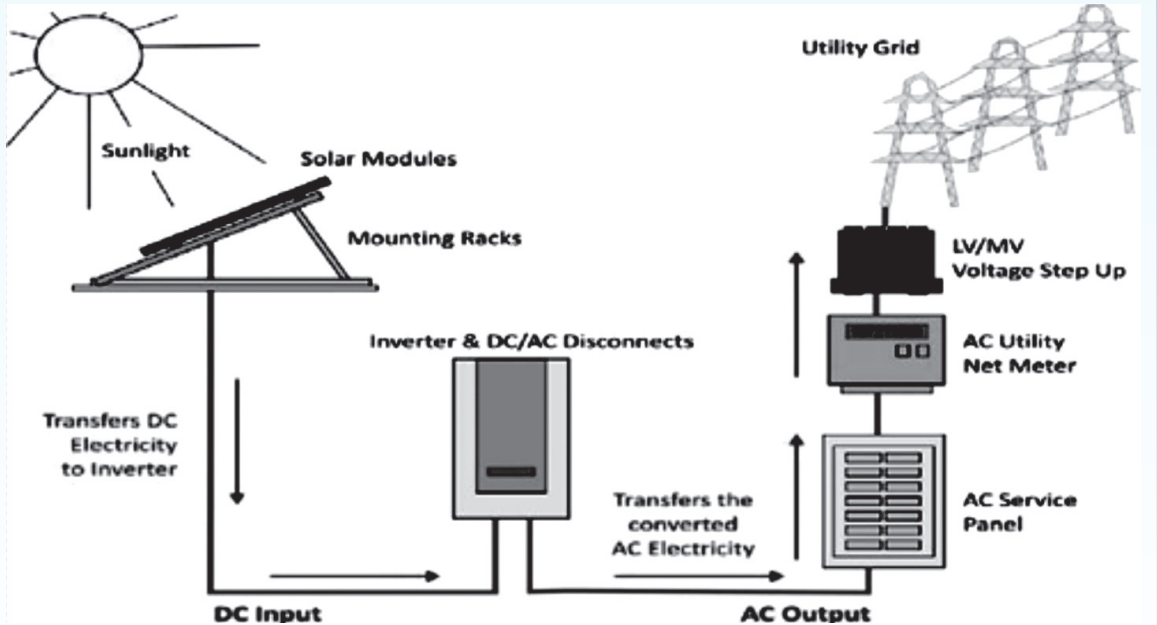 Utility Grid
Sunlight
Solar Modules
Mounting Racks
LV/MV
Voltage Step Up
Inverter & DC/AC Disconnects
AC Utility
Net Meter
Transfers DC
Electricity
to Inverter
Transfers the
converted
AC Electricity
AC Service
Panel
DC Input
AC Output